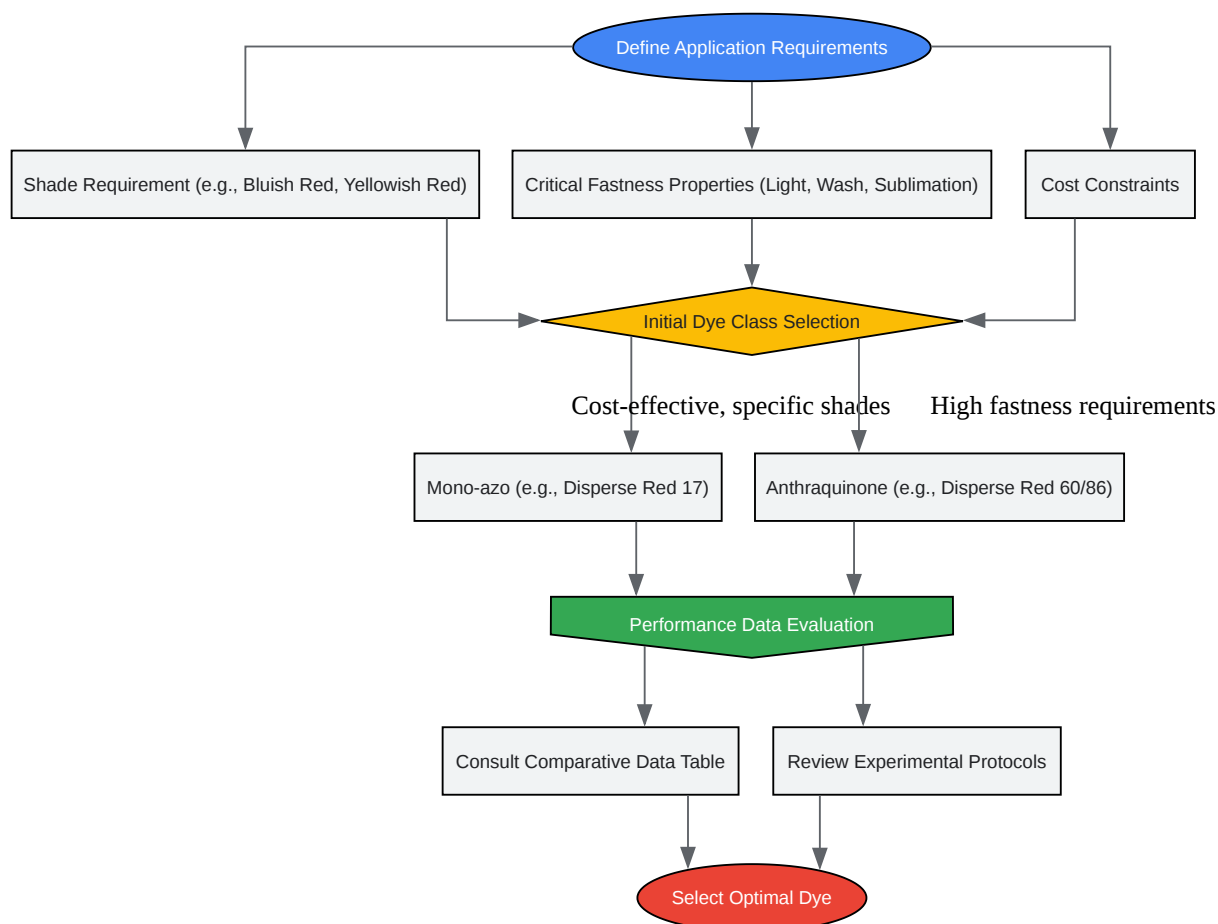 Define Application Requirements
Shade Requirement (e.g., Bluish Red, Yellowish Red)
Critical Fastness Properties (Light, Wash, Sublimation)
Cost Constraints
Initial Dye Class Selection
Cost-effective, specific shades
High fastness requirements
Mono-azo (e.g., Disperse Red 17)
Anthraquinone (e.g., Disperse Red 60/86)
Performance Data Evaluation
Consult Comparative Data Table
Review Experimental Protocols
Select Optimal Dye